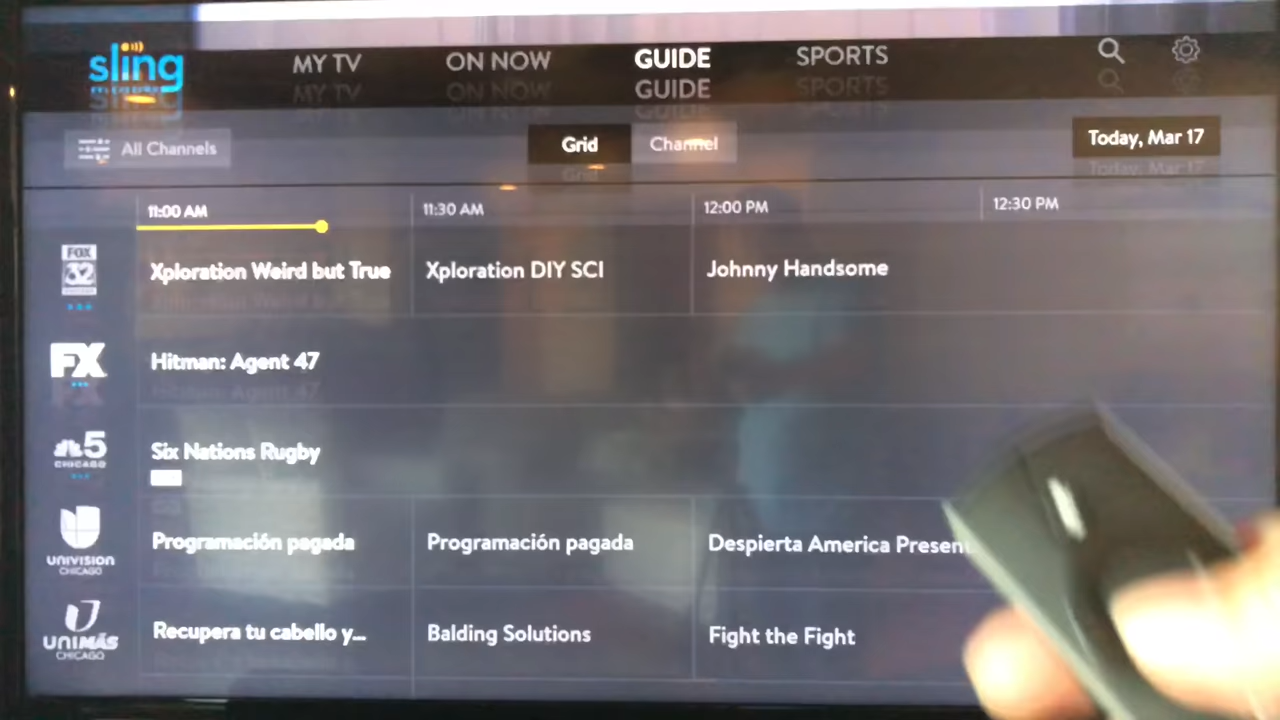 sling
MY TV ON NOW GUIDE SPORTS
GUIDE
All Channels Grid Channel Today, Mar 17
11:00 AM 11:30 AM 12:00 PM 12:30 PM
FOX 32 Xploration Weird but True Xploration DIY SCI Johnny Handsome
FX Hitman: Agent 47
5 CHICAGO Six Nations Rugby
UNIVISION CHICAGO Programación pagada Programación pagada Despierta America Presen
UNIMÁS CHICAGO Recupera tu cabello y... Balding Solutions Fight the Fight